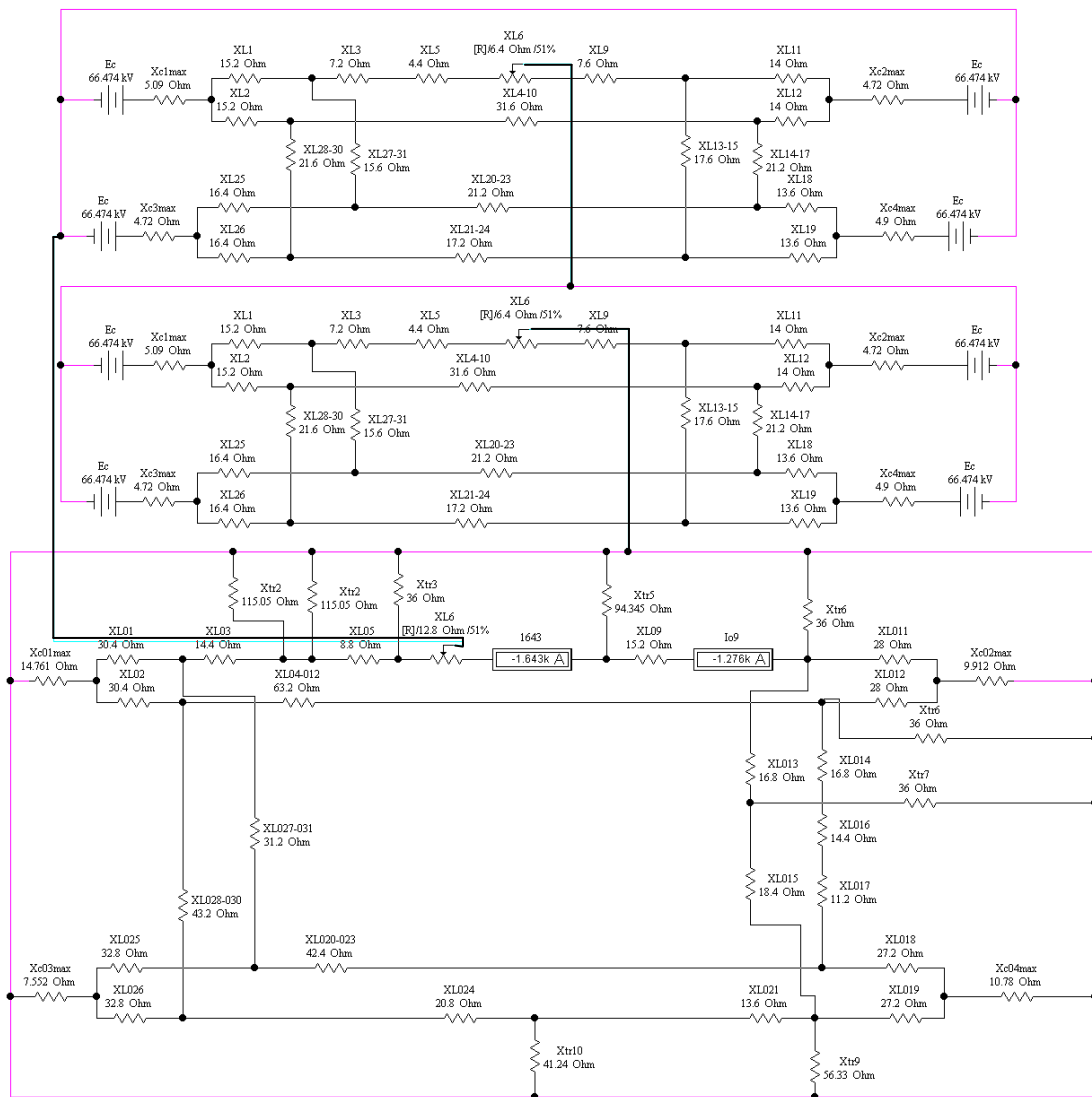 XL6
[R]/6.4 Ohm /51%
XL1
15.2 Ohm
XL3
7.2 Ohm
XL5
4.4 Ohm
XL9
7.6 Ohm
XL11
14 Ohm
Ec
66.474 kV
Xc1max
5.09 Ohm
XL2
15.2 Ohm
XL4-10
31.6 Ohm
XL12
14 Ohm
Xc2max
4.72 Ohm
Ec
66.474 kV
XL28-30
21.6 Ohm
XL27-31
15.6 Ohm
XL13-15
17.6 Ohm
XL14-17
21.2 Ohm
XL25
16.4 Ohm
XL20-23
21.2 Ohm
XL18
13.6 Ohm
Ec
66.474 kV
Xc3max
4.72 Ohm
XL26
16.4 Ohm
XL21-24
17.2 Ohm
XL19
13.6 Ohm
Xc4max
4.9 Ohm
Ec
66.474 kV
XL6
[R]/6.4 Ohm /51%
XL1
15.2 Ohm
XL3
7.2 Ohm
XL5
4.4 Ohm
XL9
7.6 Ohm
XL11
14 Ohm
Ec
66.474 kV
Xc1max
5.09 Ohm
XL2
15.2 Ohm
XL4-10
31.6 Ohm
XL12
14 Ohm
Xc2max
4.72 Ohm
Ec
66.474 kV
XL28-30
21.6 Ohm
XL27-31
15.6 Ohm
XL13-15
17.6 Ohm
XL14-17
21.2 Ohm
XL25
16.4 Ohm
XL20-23
21.2 Ohm
XL18
13.6 Ohm
Ec
66.474 kV
Xc3max
4.72 Ohm
XL26
16.4 Ohm
XL21-24
17.2 Ohm
XL19
13.6 Ohm
Xc4max
4.9 Ohm
Ec
66.474 kV
Xtr2
115.05 Ohm
Xtr2
115.05 Ohm
Xtr3
36 Ohm
Xtr5
94.345 Ohm
Xtr6
36 Ohm
XL6
[R]/12.8 Ohm /51%
XL01
30.4 Ohm
XL03
14.4 Ohm
XL05
8.8 Ohm
1643
-1.643k A
XL09
15.2 Ohm
Io9
-1.276k A
XL011
28 Ohm
Xc01max
14.761 Ohm
XL02
30.4 Ohm
XL04-012
63.2 Ohm
XL012
28 Ohm
Xc02max
9.912 Ohm
Xtr6
36 Ohm
XL013
16.8 Ohm
XL014
16.8 Ohm
Xtr7
36 Ohm
XL016
14.4 Ohm
XL027-031
31.2 Ohm
XL015
18.4 Ohm
XL017
11.2 Ohm
XL028-030
43.2 Ohm
XL025
32.8 Ohm
XL020-023
42.4 Ohm
XL018
27.2 Ohm
Xc03max
7.552 Ohm
XL026
32.8 Ohm
XL024
20.8 Ohm
XL021
13.6 Ohm
XL019
27.2 Ohm
Xc04max
10.78 Ohm
Xtr10
41.24 Ohm
Xtr9
56.33 Ohm